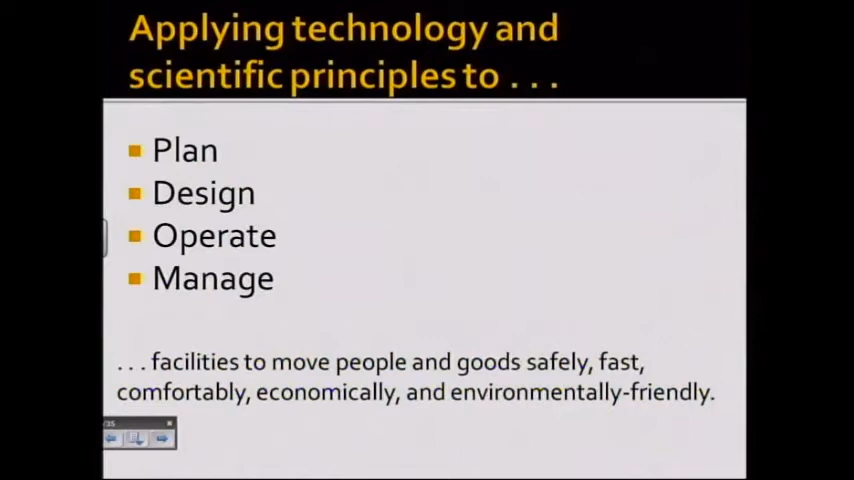 Applying technology and
scientific principles to . . .
Plan
Design
Operate
Manage
. . . facilities to move people and goods safely, fast,
comfortably, economically, and environmentally-friendly.
/35